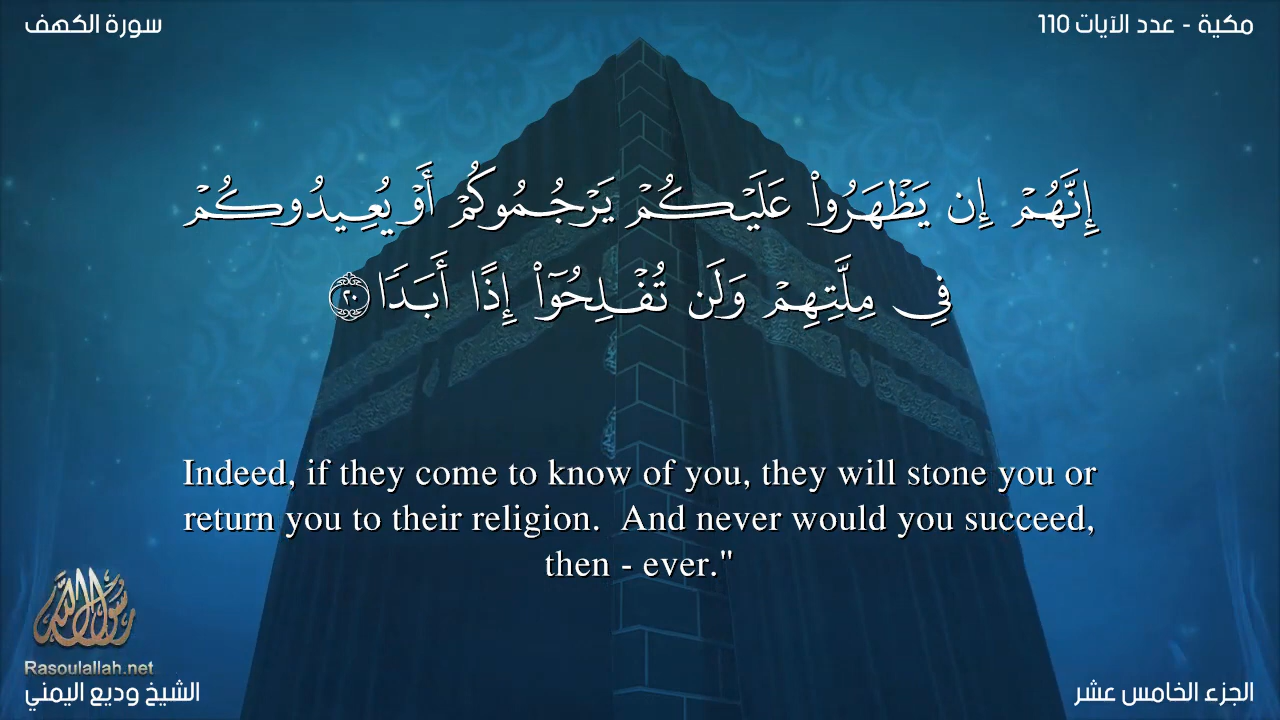 سورة الكهف
مكية - عدد الآيات 110
إِنَّهُمْ إِن يَظْهَرُوا۟ عَلَيْكُمْ يَرْجُمُوكُمْ أَوْ يُعِيدُوكُمْ
فِى مِلَّتِهِمْ وَلَن تُفْلِحُوٓا۟ إِذًا أَبَدًا ٢٠
Indeed, if they come to know of you, they will stone you or
return you to their religion.  And never would you succeed,
then - ever."
رسول الله
Rasoulallah.net
الشيخ وديع اليمني
الجزء الخامس عشر